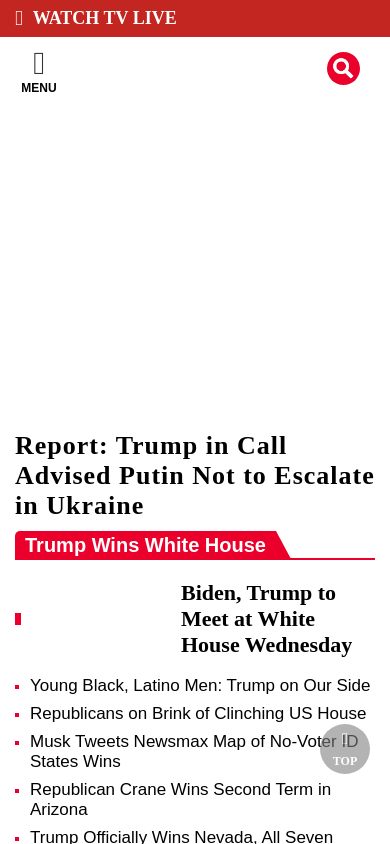 WATCH TV LIVE
MENU
Report: Trump in Call
Advised Putin Not to Escalate
in Ukraine
Trump Wins White House
Biden, Trump to
Meet at White
House Wednesday
Young Black, Latino Men: Trump on Our Side
Republicans on Brink of Clinching US House
Musk Tweets Newsmax Map of No-Voter ID
States Wins
TOP
Republican Crane Wins Second Term in
Arizona
Trump Officially Wins Nevada, All Seven